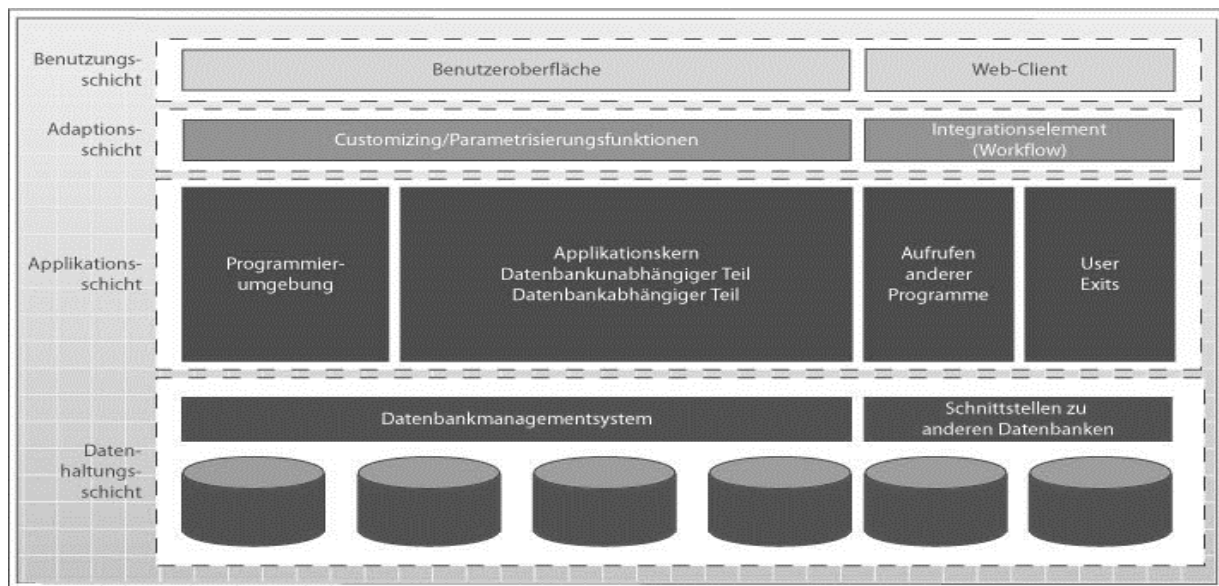 Benutzungs-
schicht
Benutzeroberfläche
Web-Client
Adaptions-
schicht
Customizing/Parametrisierungsfunktionen
Integrationselement
(Workflow)
Applikations-
schicht
Programmier-
umgebung
Applikationskern
Datenbankunabhängiger Teil
Datenbankabhängiger Teil
Aufrufen
anderer
Programme
User
Exits
Daten-
haltungs-
schicht
Datenbankmanagementsystem
Schnittstellen zu
anderen Datenbanken